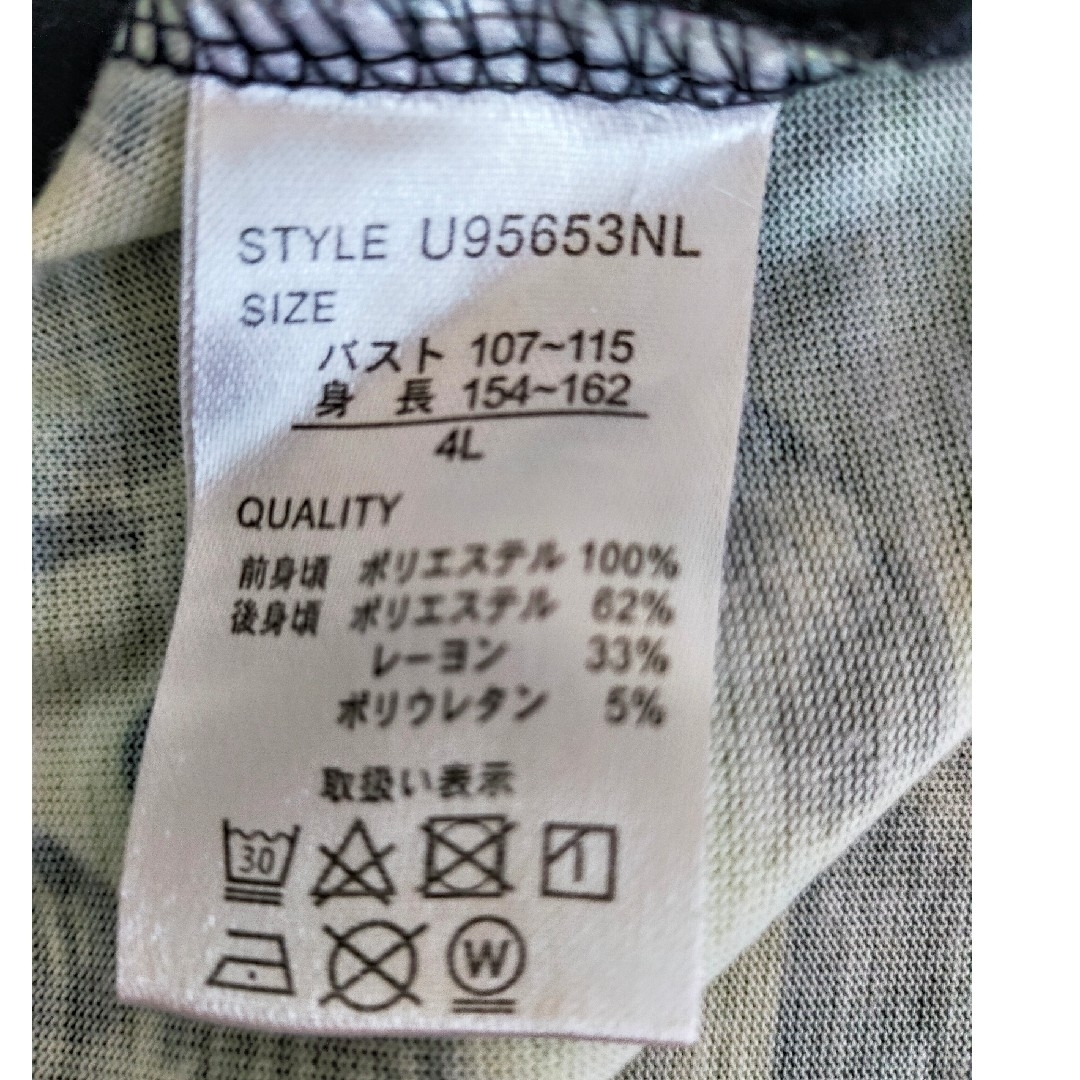 STYLE U95653NL
SIZE
バスト 107~115
身 長 154~162
4L
QUALITY
前身頃 ポリエステル 100%
後身頃 ポリエステル 62%
レーヨン 33%
ポリウレタン 5%
取扱い表示
30
W